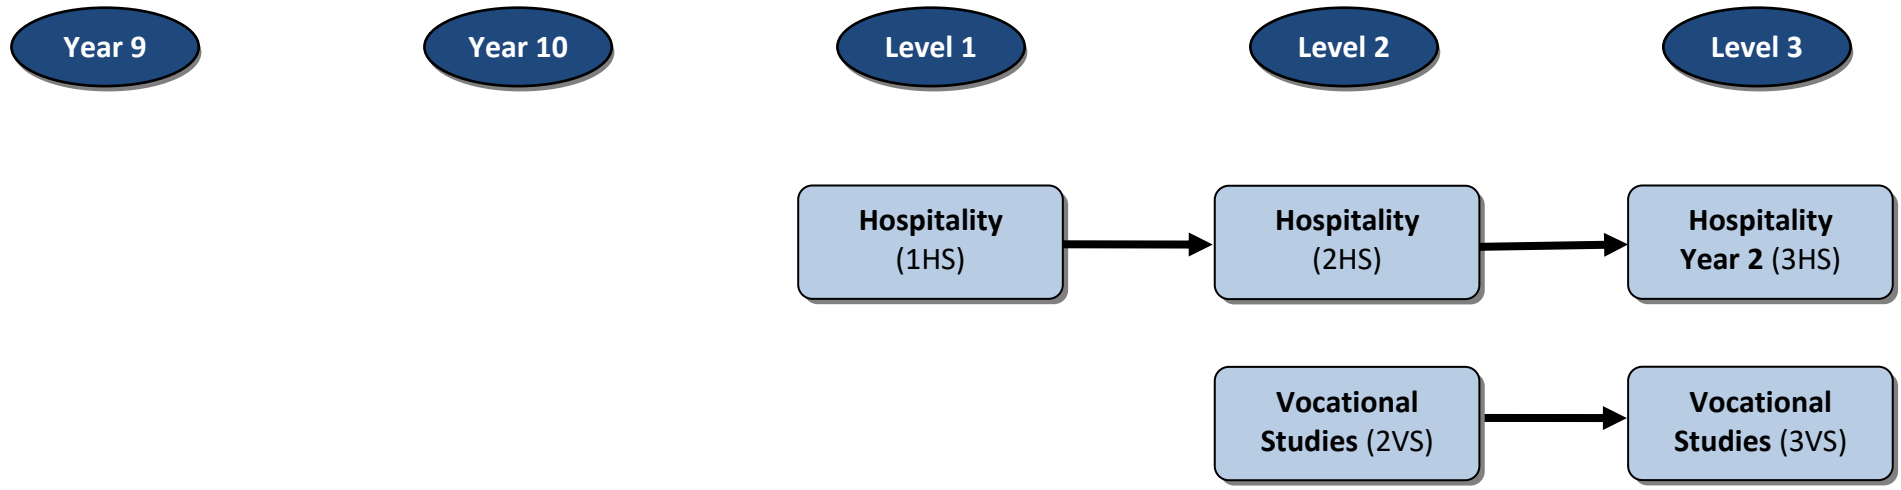 Year 9
Year 10
Level 1
Level 2
Level 3
Hospitality
(1HS)
Hospitality
(2HS)
Hospitality
Year 2 (3HS)
Vocational
Studies (2VS)
Vocational
Studies (3VS)